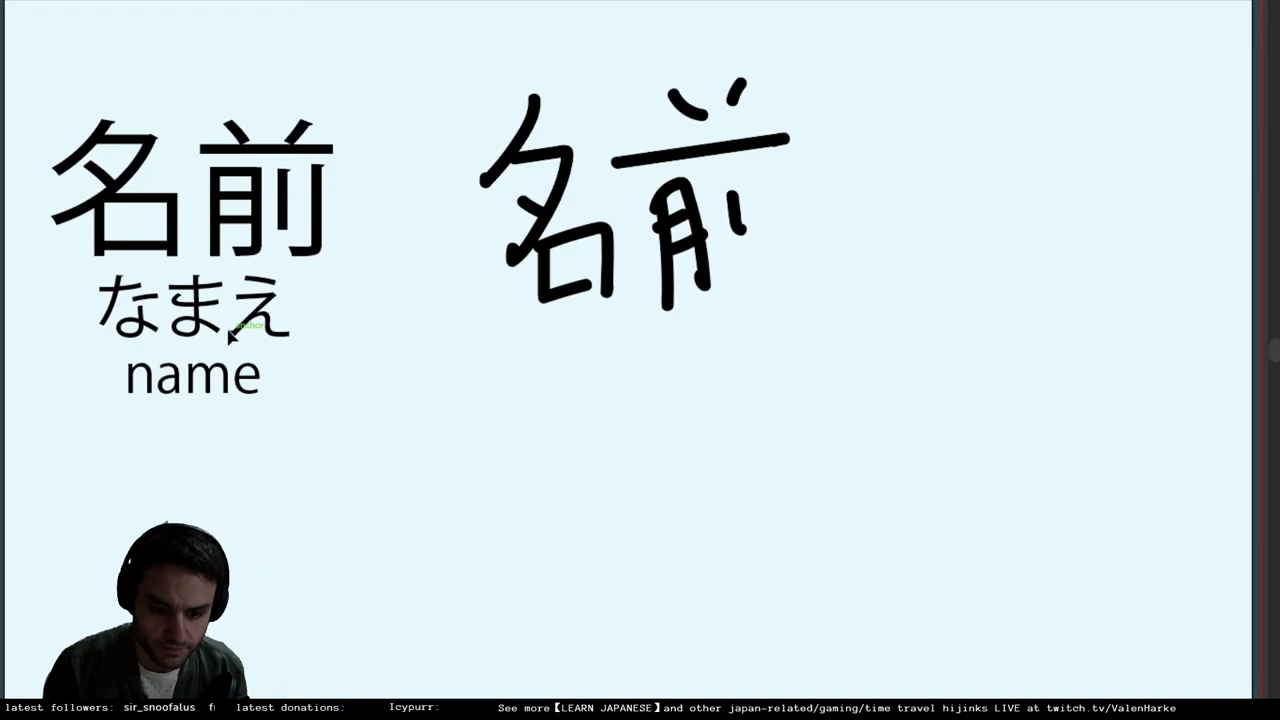 名前 名前
なまえ
anchor
name
latest followers: sir_snoofalus f latest donations: Icypurr: See more【LEARN JAPANESE】and other japan-related/gaming/time travel hijinks LIVE at twitch.tv/ValenHarke